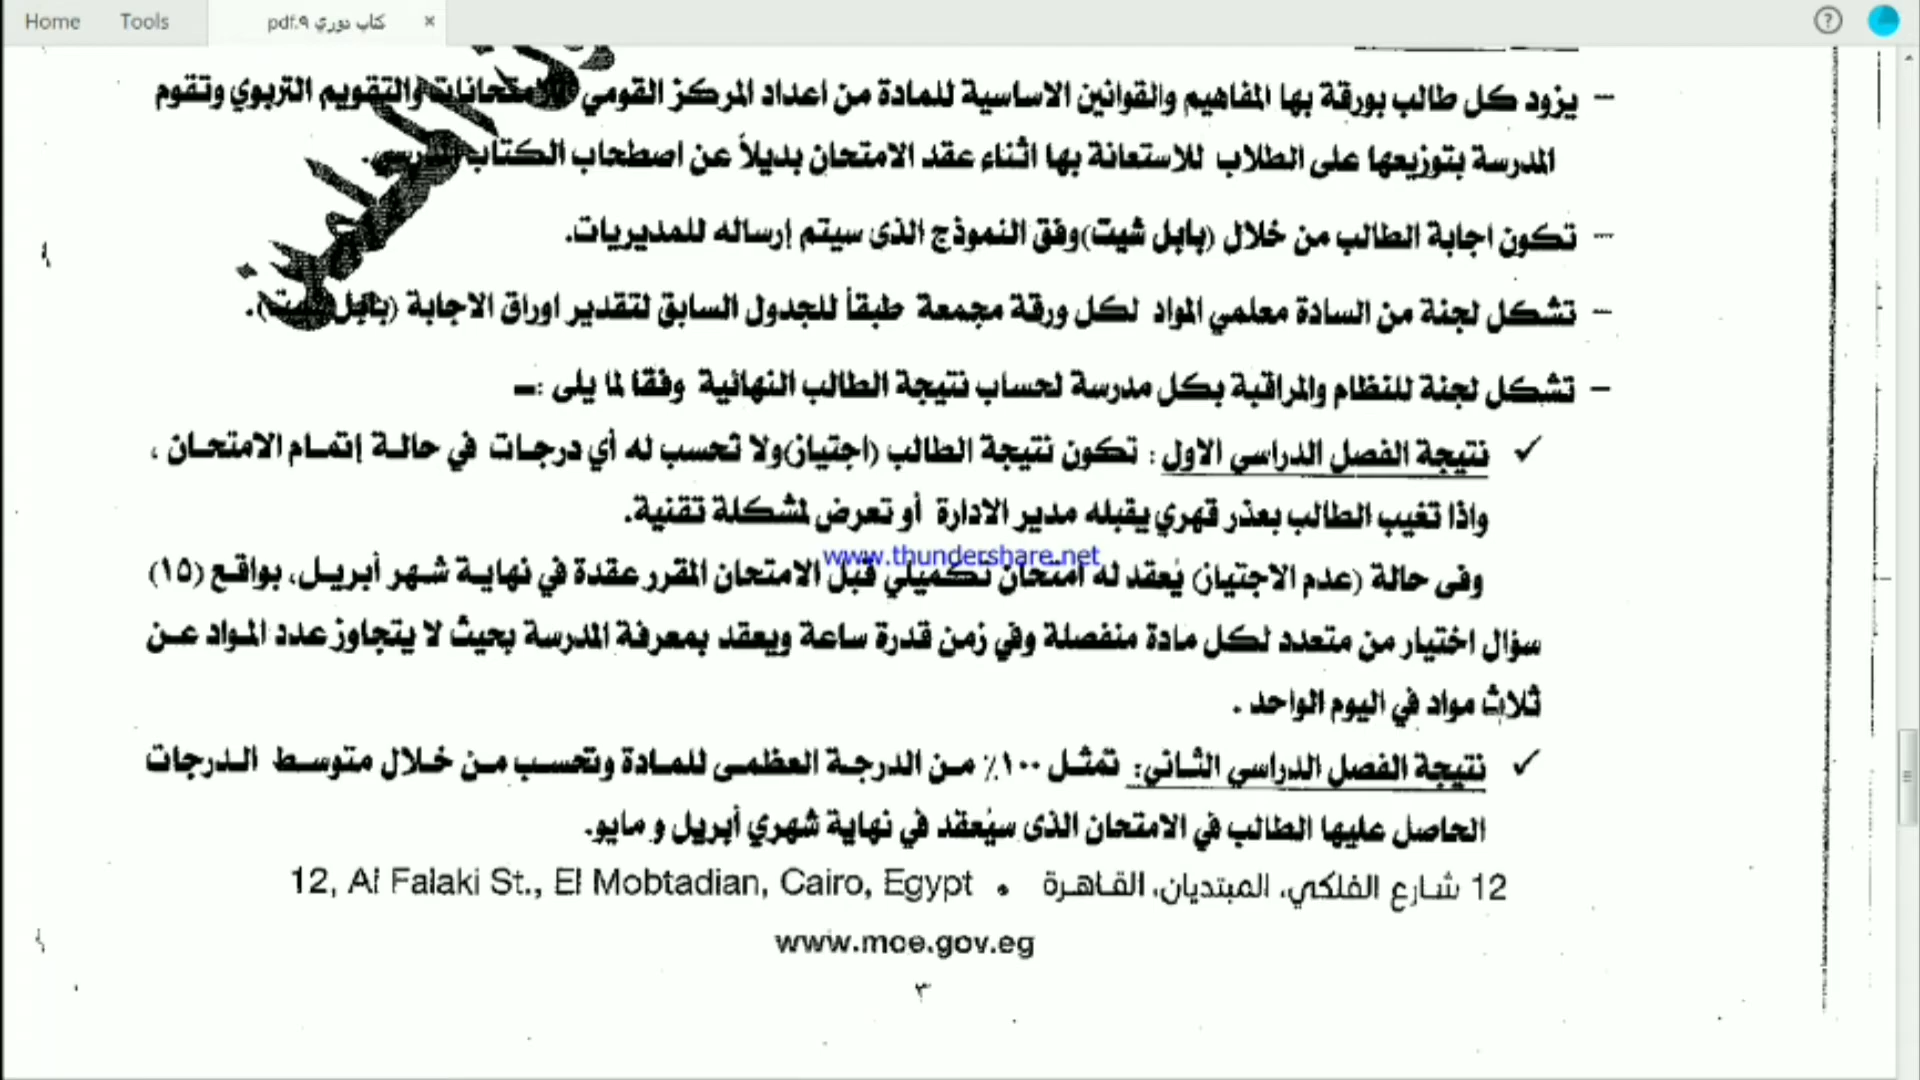 Home Tools كتاب دوري ٩.pdf ×
– يزود كل طالب بورقة بها المفاهيم والقوانين الاساسية للمادة من اعداد المركز القومي للامتحانات والتقويم التربوي وتقوم
المدرسة بتوزيعها على الطلاب للاستعانة بها اثناء عقد الامتحان بديلاً عن اصطحاب الكتاب المدرسي.
– تكون اجابة الطالب من خلال (بابل شيت)وفق النموذج الذى سيتم إرساله للمديريات.
– تشكل لجنة من السادة معلمي المواد لكل ورقة مجمعة طبقاً للجدول السابق لتقدير اوراق الاجابة (بابل شيت).
– تشكل لجنة للنظام والمراقبة بكل مدرسة لحساب نتيجة الطالب النهائية وفقا لما يلى :ـ
✓ نتيجة الفصل الدراسي الاول : تكون نتيجة الطالب (اجتياز)ولا تحسب له أي درجات في حالة إتمام الامتحان ،
واذا تغيب الطالب بعذر قهري يقبله مدير الادارة أو تعرض لمشكلة تقنية.
www.thundershare.net
وفى حالة (عدم الاجتياز) يُعقد له امتحان تكميلي قبل الامتحان المقرر عقدة في نهاية شهر أبريل، بواقع (١٥)
سؤال اختيار من متعدد لكل مادة منفصلة وفي زمن قدرة ساعة ويعقد بمعرفة المدرسة بحيث لا يتجاوز عدد المواد عن
ثلاث مواد في اليوم الواحد .
✓ نتيجة الفصل الدراسي الثاني: تمثل ١٠٠٪ من الدرجة العظمى للمادة وتحسب من خلال متوسط الدرجات
الحاصل عليها الطالب في الامتحان الذى سيُعقد في نهاية شهري أبريل و مايو.
12 شارع الفلكي، المبتديان، القاهرة • 12, Al Falaki St., El Mobtadian, Cairo, Egypt
www.moe.gov.eg
٣